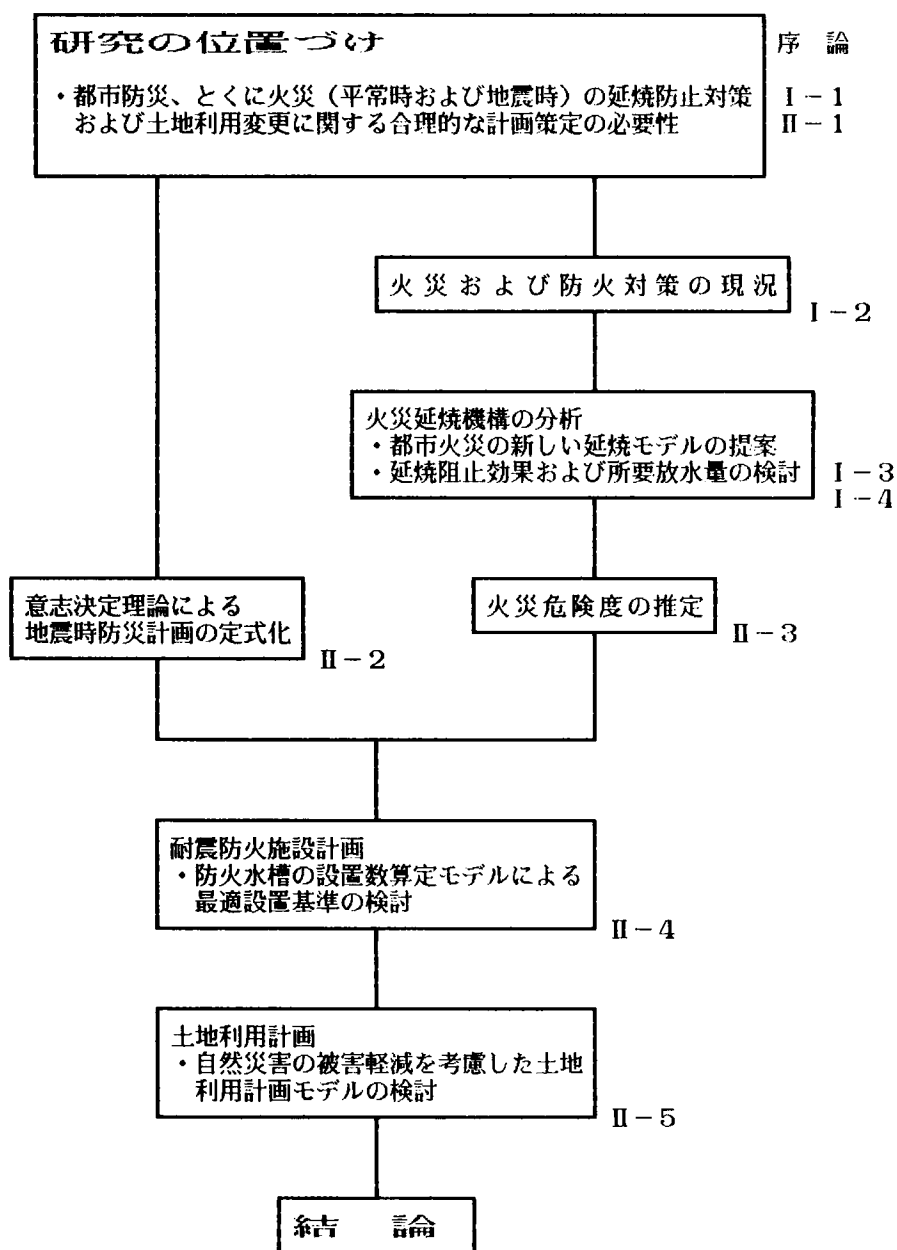 研究の位置づけ
序 論
・都市防災、とくに火災（平常時および地震時）の延焼防止対策
および土地利用変更に関する合理的な計画策定の必要性
Ⅰ－1
Ⅱ－1
火災および防火対策の現況
Ⅰ－2
火災延焼機構の分析
・都市火災の新しい延焼モデルの提案
・延焼阻止効果および所要放水量の検討
Ⅰ－3
Ⅰ－4
意志決定理論による
地震時防災計画の定式化
Ⅱ－2
火災危険度の推定
Ⅱ－3
耐震防火施設計画
・防火水槽の設置数算定モデルによる
最適設置基準の検討
Ⅱ－4
土地利用計画
・自然災害の被害軽減を考慮した土地
利用計画モデルの検討
Ⅱ－5
結 論